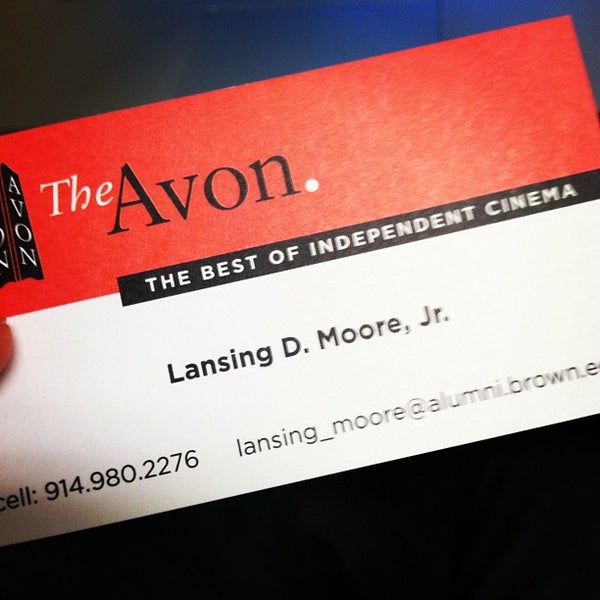 The Avon.
AVON
THE BEST OF INDEPENDENT CINEMA
Lansing D. Moore, Jr.
cell: 914.980.2276
lansing_moore@alumni.brown.e